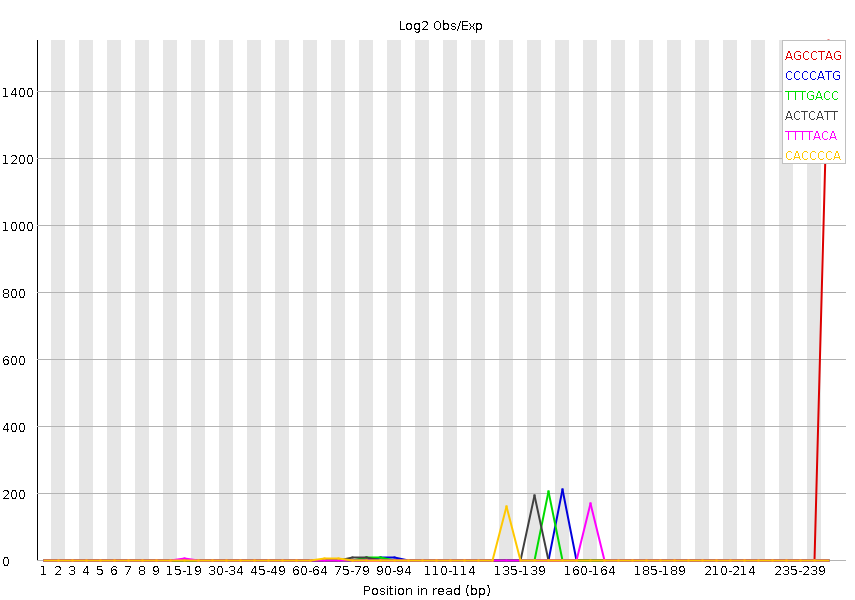 Log2 Obs/Exp
AGCCTAG
CCCCATG
TTTGACC
ACTCATT
TTTTACA
CACCCCA
1400
1200
1000
800
600
400
200
0
1 2 3 4 5 6 7 8 9 15-19 30-34 45-49 60-64 75-79 90-94 110-114 135-139 160-164 185-189 210-214 235-239
Position in read (bp)